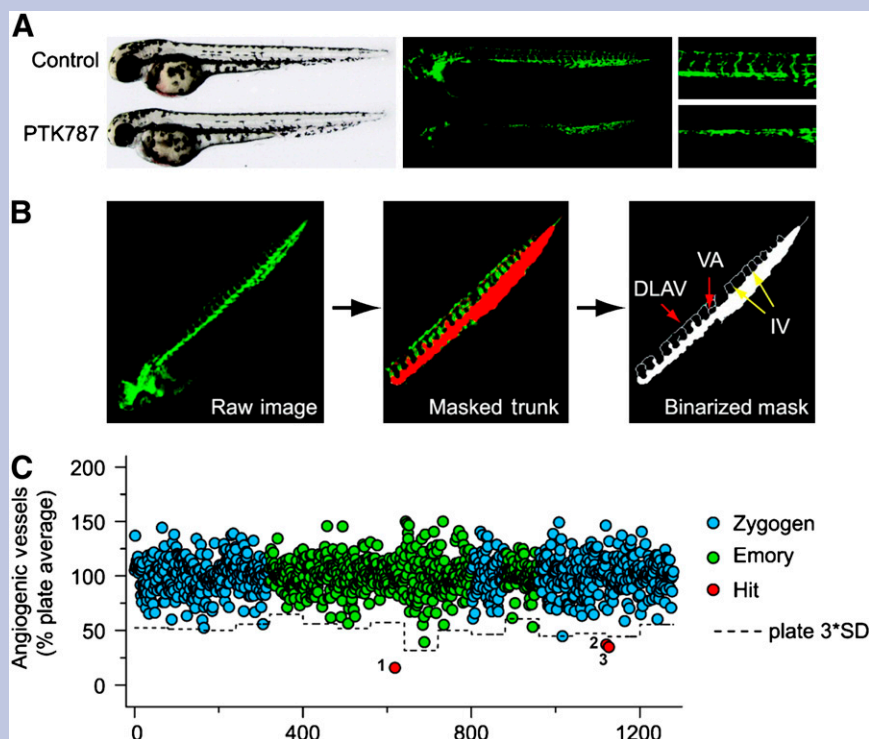 A
Control
PTK787
B
DLAV
VA
IV
Raw image
Masked trunk
Binarized mask
C
Angiogenic vessels
(% plate average)
200
150
100
50
0
1
2
3
0
400
800
1200
Zygogen
Emory
Hit
plate 3*SD